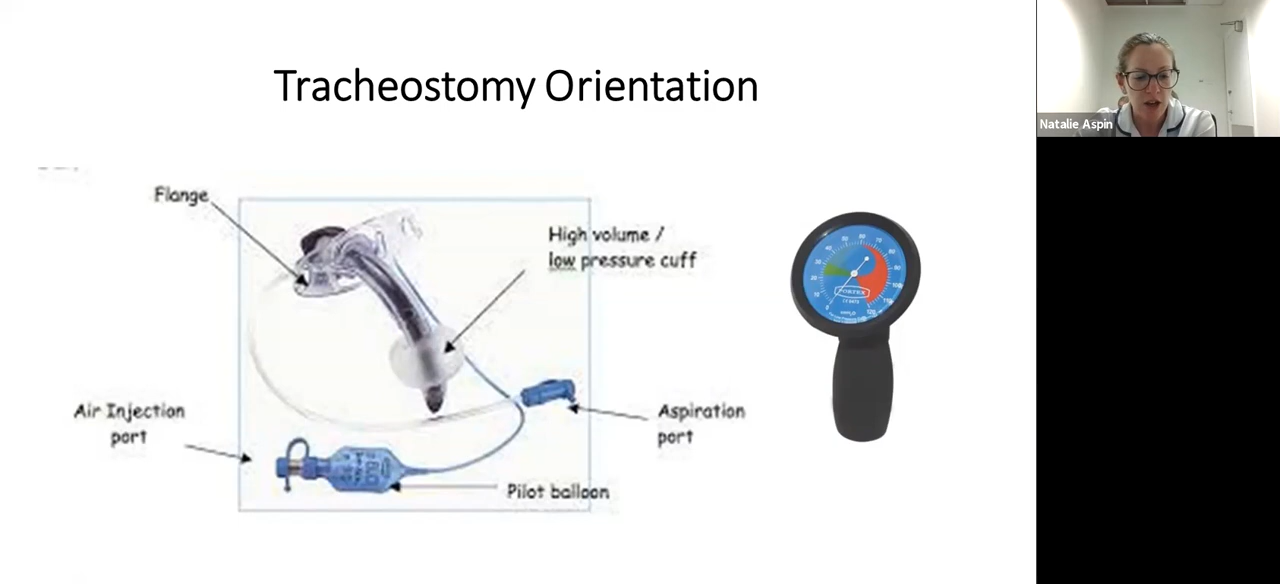 Tracheostomy Orientation
Natalie Aspin
Flange
High volume /
low pressure cuff
Air Injection
port
Aspiration
port
Pilot balloon
PORTEX